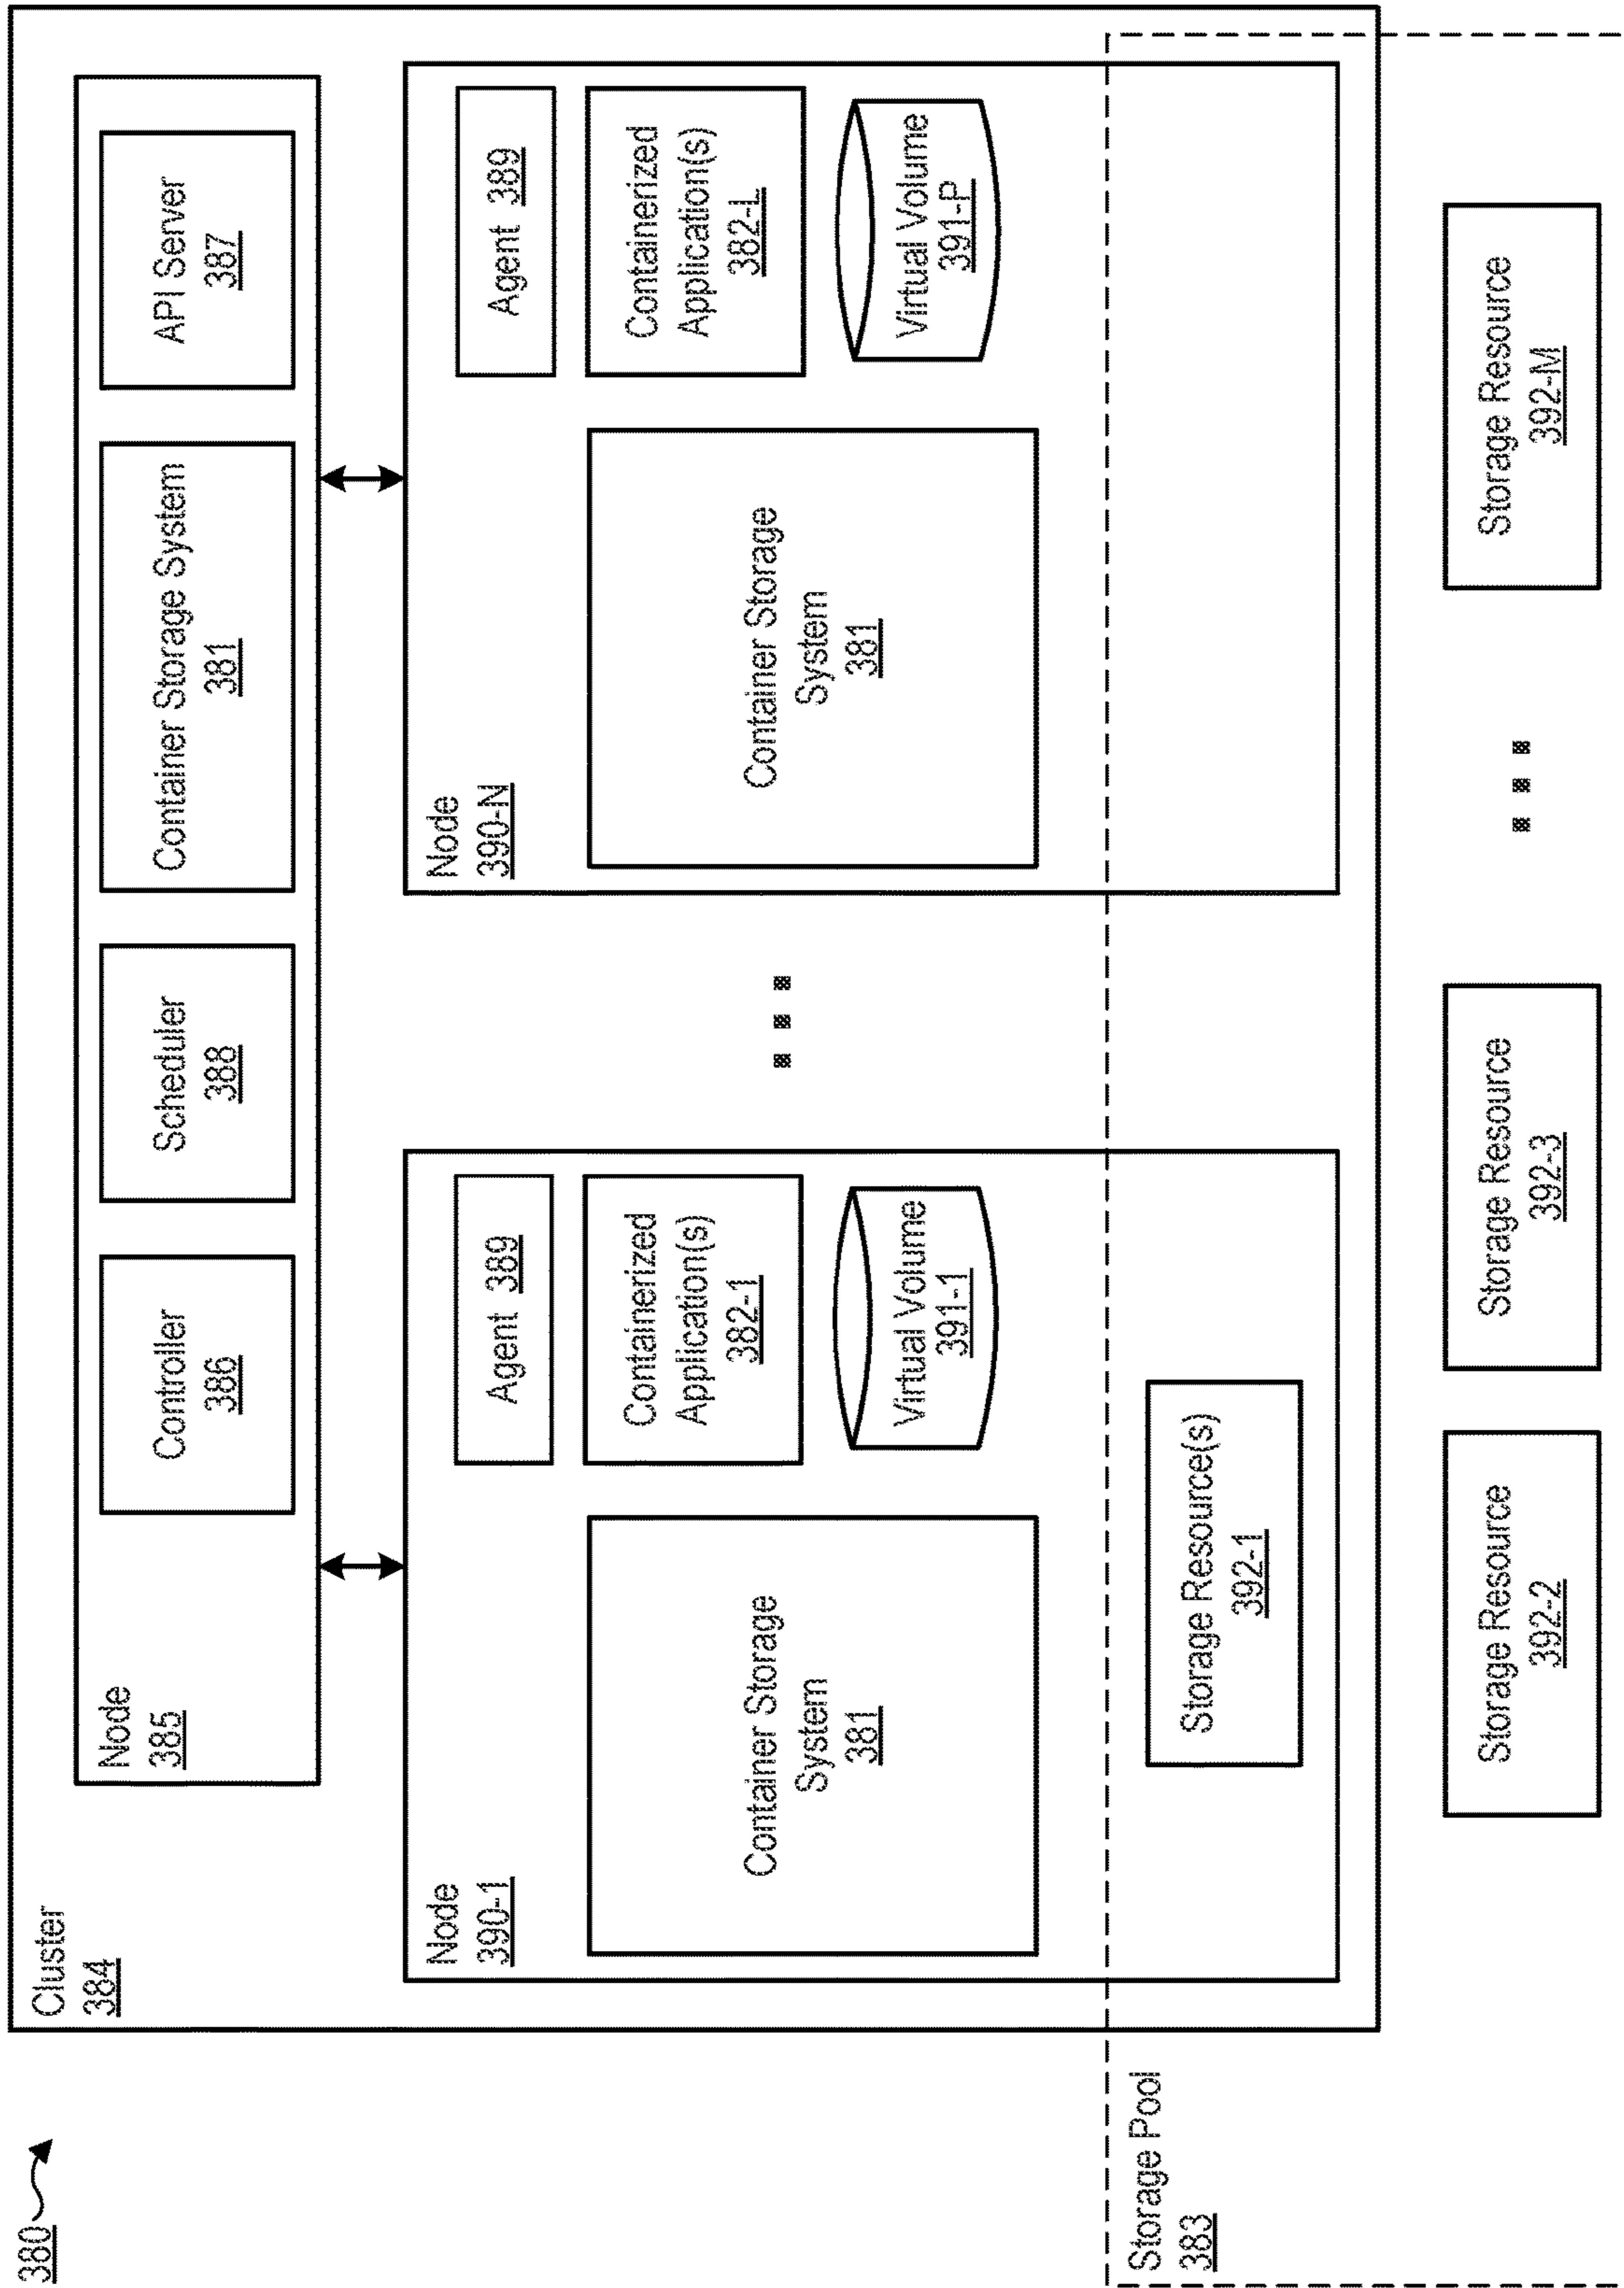 380
Cluster
384
Node
385
Controller
386
Scheduler
388
Container Storage System
381
API Server
387
Node
390-1
Agent 389
Container Storage
System
381
Containerized
Application(s)
382-1
Virtual Volume
391-1
Storage Resource(s)
392-1
Node
390-N
Agent 389
Container Storage
System
381
Containerized
Application(s)
382-L
Virtual Volume
391-P
Storage Pool
383
Storage Resource
392-2
Storage Resource
392-3
Storage Resource
392-M